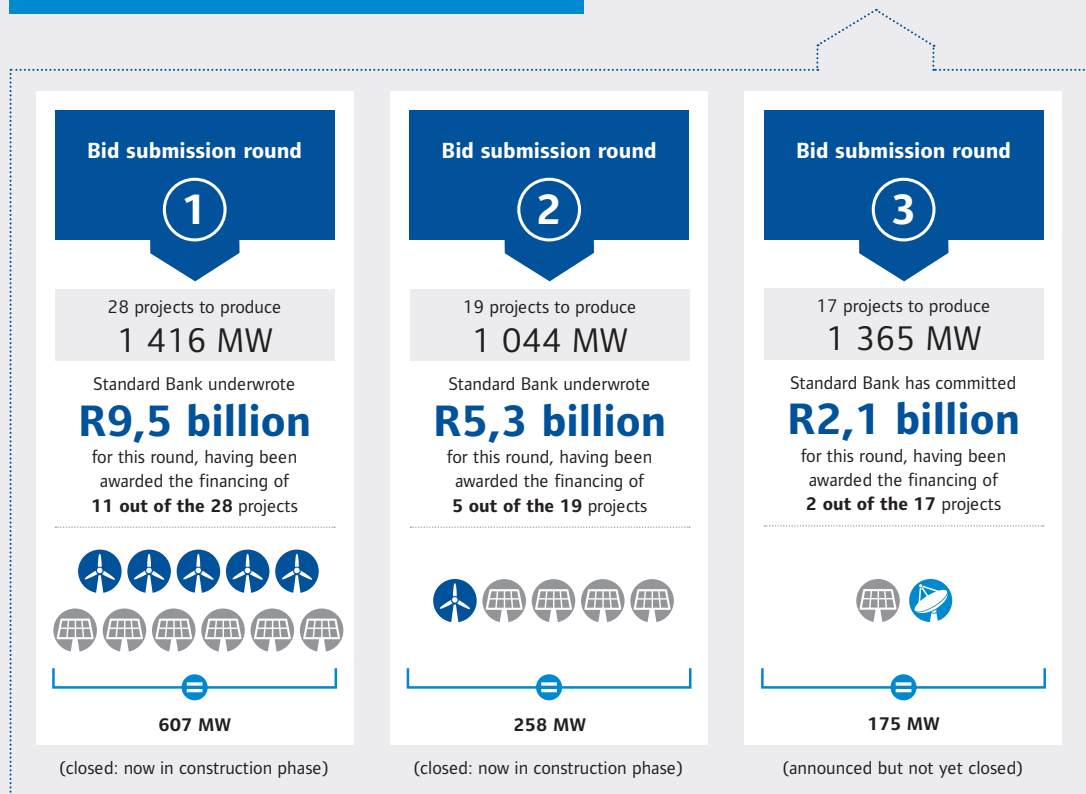 Bid submission round
1
28 projects to produce
1 416 MW
Standard Bank underwrote
R9,5 billion
for this round, having been
awarded the financing of
11 out of the 28 projects
607 MW
(closed: now in construction phase)
Bid submission round
2
19 projects to produce
1 044 MW
Standard Bank underwrote
R5,3 billion
for this round, having been
awarded the financing of
5 out of the 19 projects
258 MW
(closed: now in construction phase)
Bid submission round
3
17 projects to produce
1 365 MW
Standard Bank has committed
R2,1 billion
for this round, having been
awarded the financing of
2 out of the 17 projects
175 MW
(announced but not yet closed)